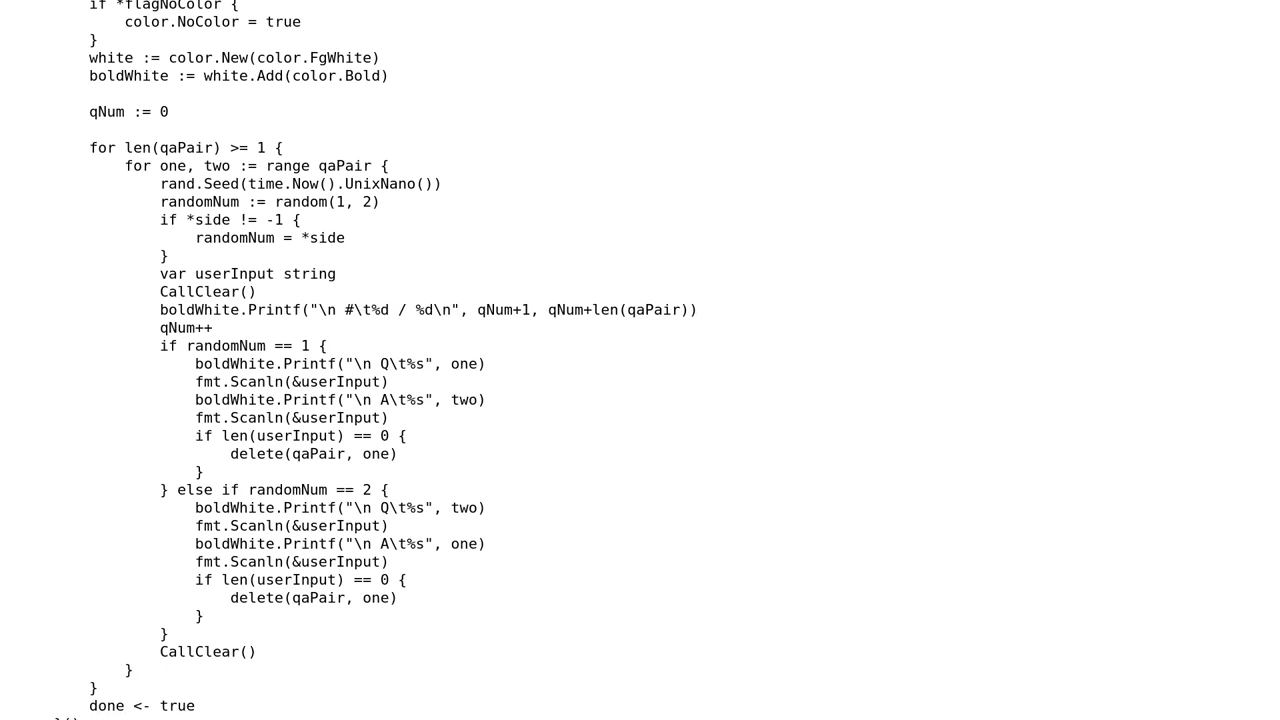 if *flagNoColor {
color.NoColor = true
}
white := color.New(color.FgWhite)
boldWhite := white.Add(color.Bold)
qNum := 0
for len(qaPair) >= 1 {
for one, two := range qaPair {
rand.Seed(time.Now().UnixNano())
randomNum := random(1, 2)
if *side != -1 {
randomNum = *side
}
var userInput string
CallClear()
boldWhite.Printf("\n #\t%d / %d\n", qNum+1, qNum+len(qaPair))
qNum++
if randomNum == 1 {
boldWhite.Printf("\n Q\t%s", one)
fmt.Scanln(&userInput)
boldWhite.Printf("\n A\t%s", two)
fmt.Scanln(&userInput)
if len(userInput) == 0 {
delete(qaPair, one)
}
} else if randomNum == 2 {
boldWhite.Printf("\n Q\t%s", two)
fmt.Scanln(&userInput)
boldWhite.Printf("\n A\t%s", one)
fmt.Scanln(&userInput)
if len(userInput) == 0 {
delete(qaPair, one)
}
}
CallClear()
}
}
done <- true
}()